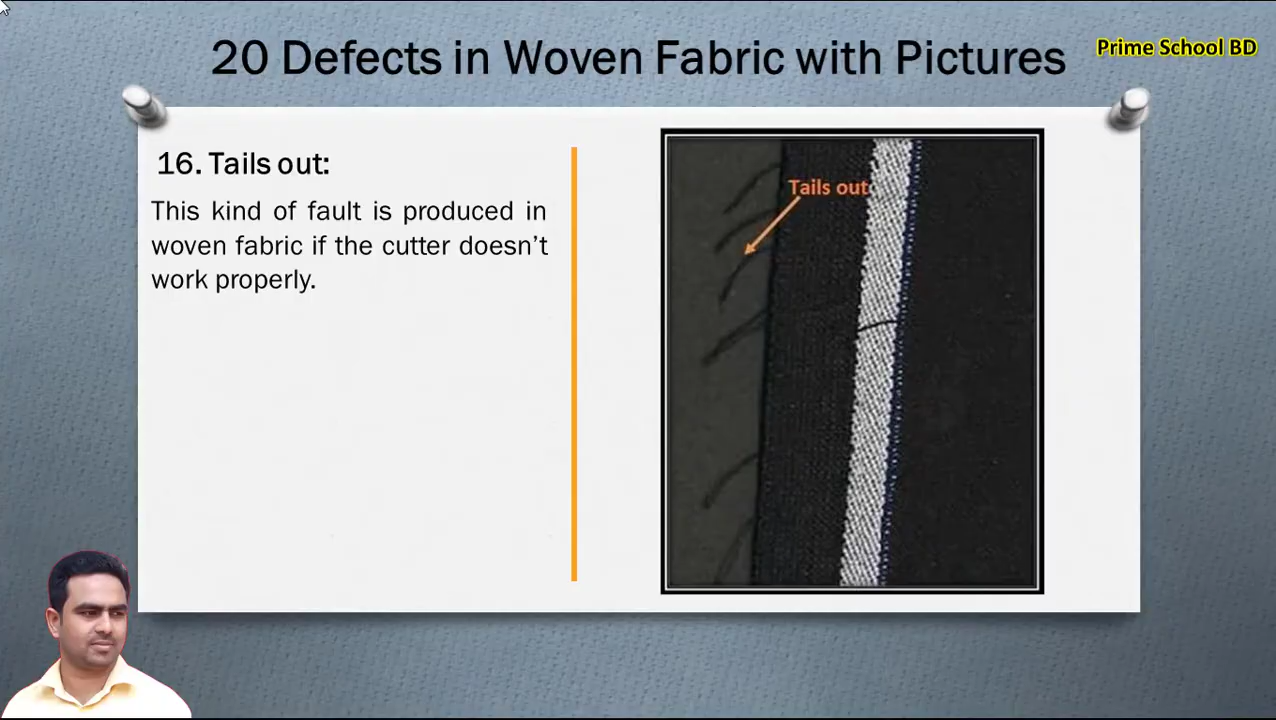 20 Defects in Woven Fabric with Pictures
Prime School BD
16. Tails out:
This kind of fault is produced in
woven fabric if the cutter doesn’t
work properly.
Tails out